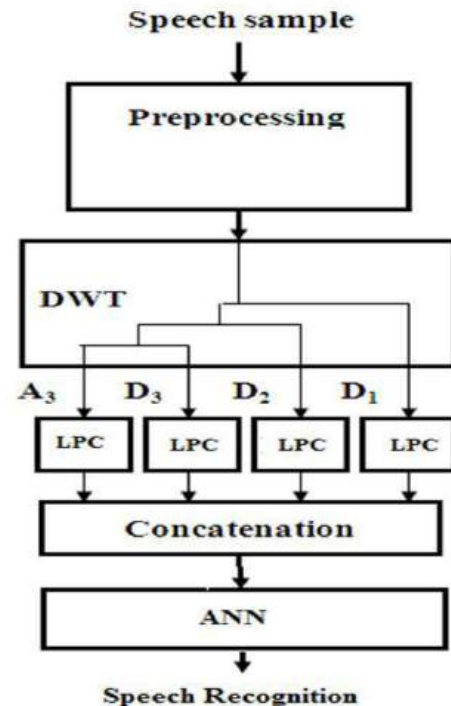 Speech sample
Preprocessing
DWT
A₃ D₃ D₂ D₁
LPC LPC LPC LPC
Concatenation
ANN
Speech Recognition